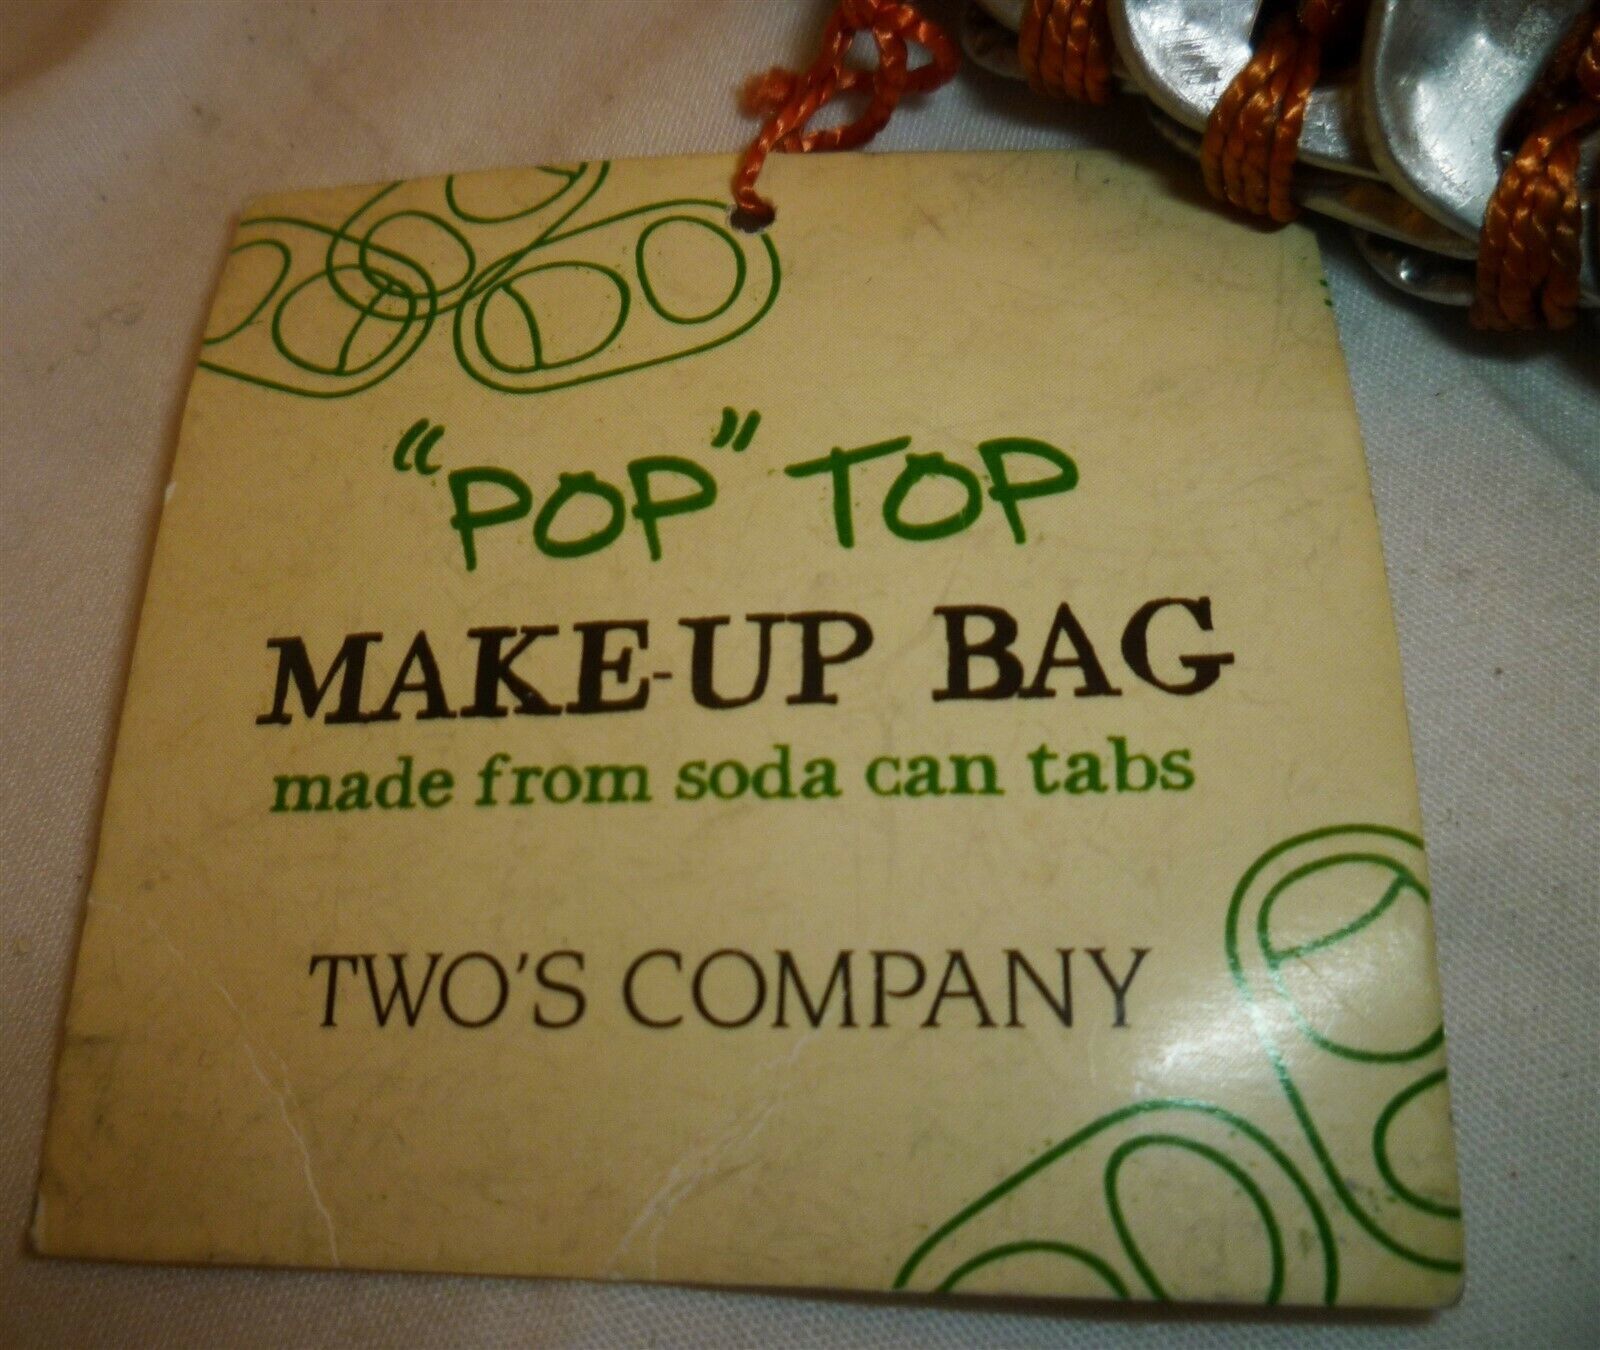 "POP" TOP
MAKE-UP BAG
made from soda can tabs
TWO'S COMPANY